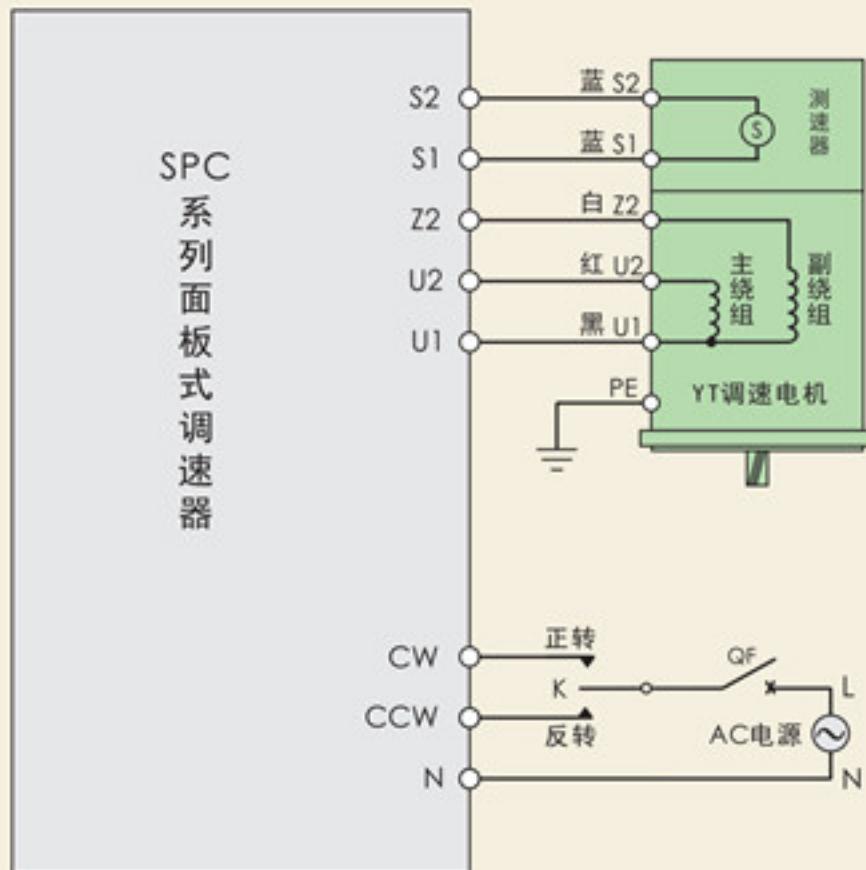 SPC
系列面板式调速器
S2
S1
Z2
U2
U1
蓝 S2
蓝 S1
白 Z2
红 U2
黑 U1
PE
S
测速器
主绕组
副绕组
YT调速电机
CW
CCW
N
正转
K
反转
QF
L
AC电源
N